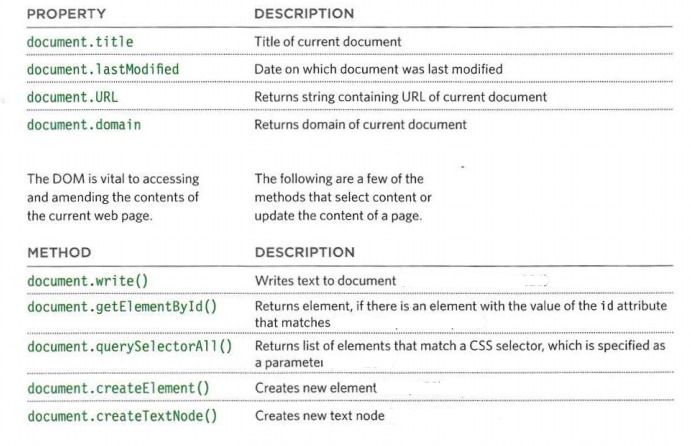 PROPERTY DESCRIPTION
document.title Title of current document
document.lastModified Date on which document was last modified
document.URL Returns string containing URL of current document
document.domain Returns domain of current document
The DOM is vital to accessing
and amending the contents of
the current web page.
The following are a few of the
methods that select content or
update the content of a page.
METHOD DESCRIPTION
document.write() Writes text to document
document.getElementById() Returns element, if there is an element with the value of the id attribute
that matches
document.querySelectorAll() Returns list of elements that match a CSS selector, which is specified as
a parameter
document.createElement() Creates new element
document.createTextNode() Creates new text node